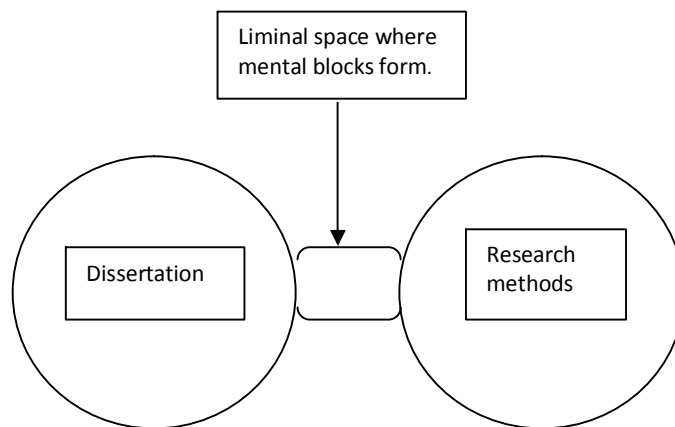 Liminal space where
mental blocks form.
Dissertation
Research
methods